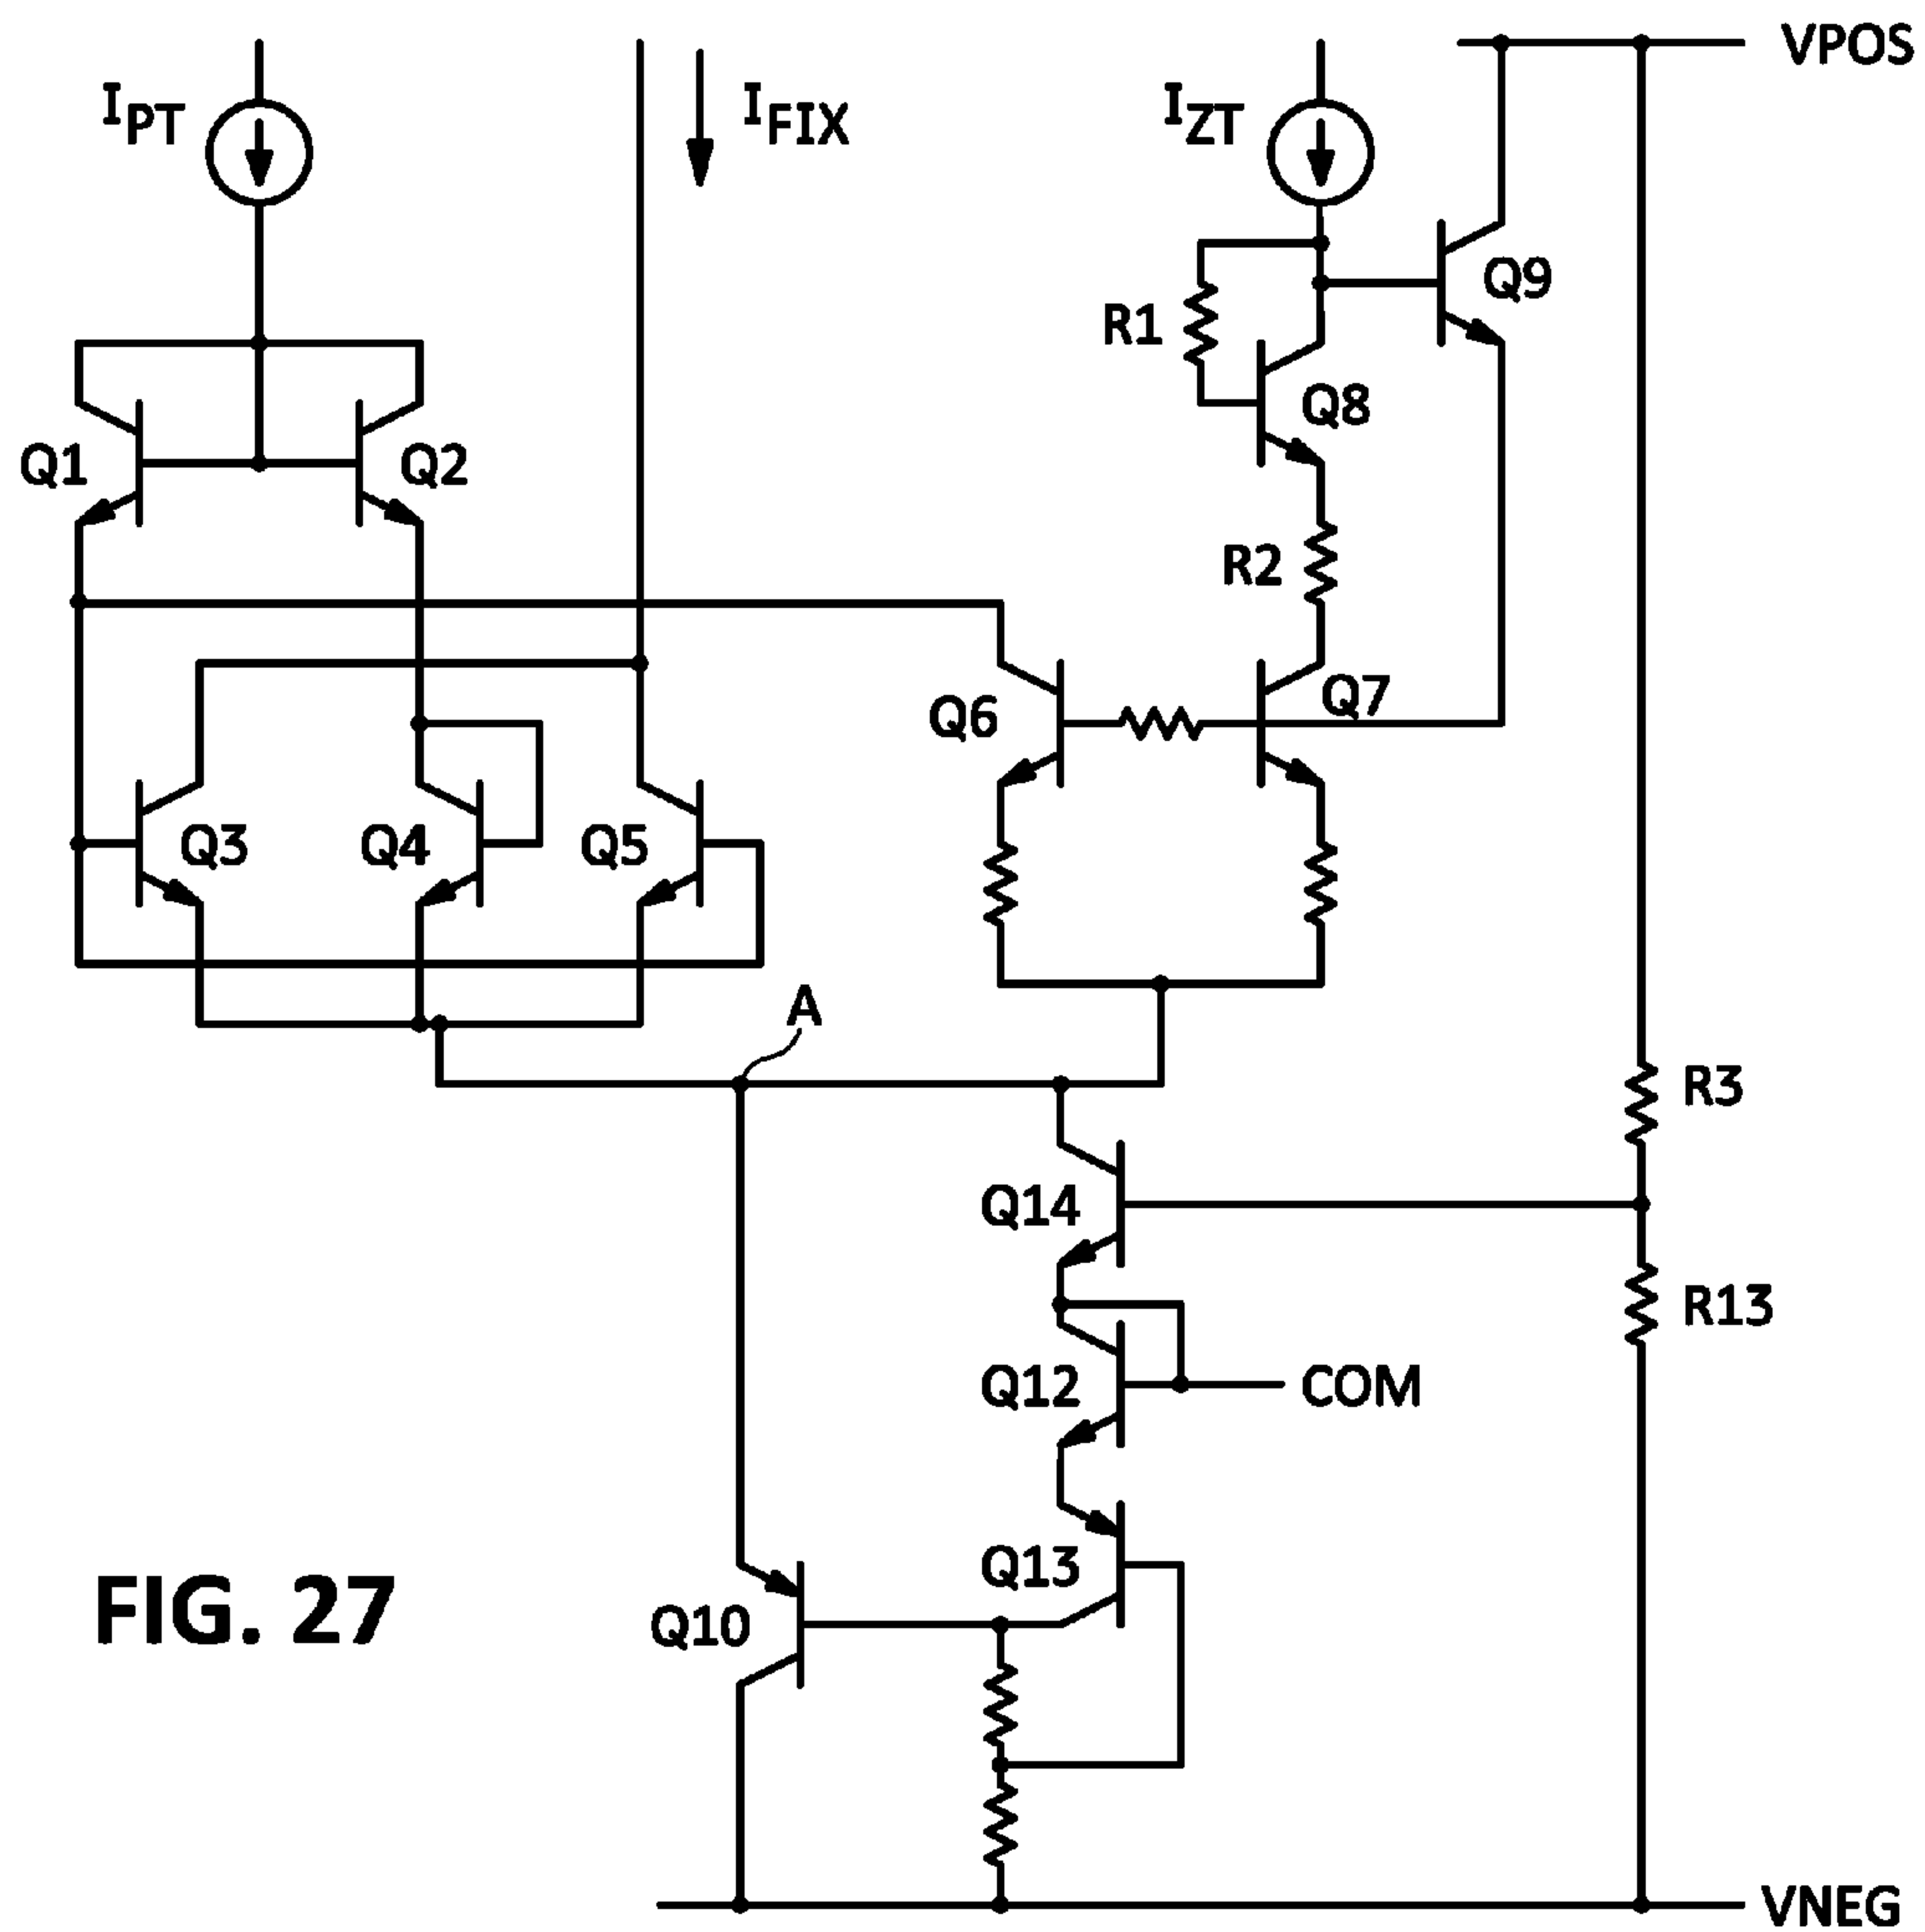 VPOS
IPT
IFIX
IZT
Q9
R1
Q8
Q1
Q2
R2
Q6
Q7
Q3
Q4
Q5
A
R3
Q14
R13
Q12
COM
Q13
FIG. 27
Q10
VNEG